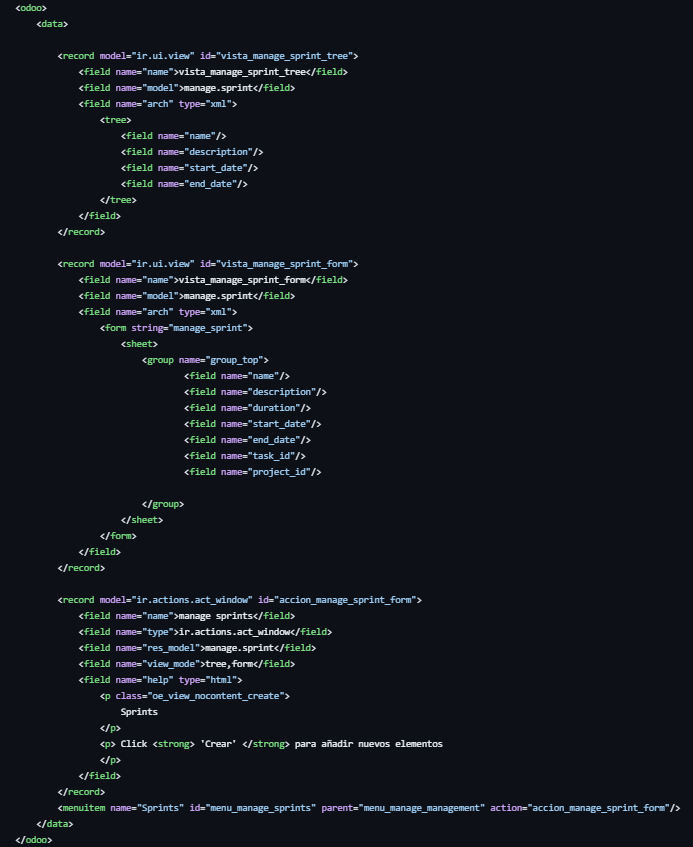 <odoo>
<data>
<record model="ir.ui.view" id="vista_manage_sprint_tree">
<field name="name">vista_manage_sprint_tree</field>
<field name="model">manage.sprint</field>
<field name="arch" type="xml">
<tree>
<field name="name"/>
<field name="description"/>
<field name="start_date"/>
<field name="end_date"/>
</tree>
</field>
</record>
<record model="ir.ui.view" id="vista_manage_sprint_form">
<field name="name">vista_manage_sprint_form</field>
<field name="model">manage.sprint</field>
<field name="arch" type="xml">
<form string="manage_sprint">
<sheet>
<group name="group_top">
<field name="name"/>
<field name="description"/>
<field name="duration"/>
<field name="start_date"/>
<field name="end_date"/>
<field name="task_id"/>
<field name="project_id"/>
</group>
</sheet>
</form>
</field>
</record>
<record model="ir.actions.act_window" id="accion_manage_sprint_form">
<field name="name">manage sprints</field>
<field name="type">ir.actions.act_window</field>
<field name="res_model">manage.sprint</field>
<field name="view_mode">tree,form</field>
<field name="help" type="html">
<p class="oe_view_nocontent_create">
Sprints
</p>
<p> Click <strong> 'Crear' </strong> para añadir nuevos elementos
</p>
</field>
</record>
<menuitem name="Sprints" id="menu_manage_sprints" parent="menu_manage_management" action="accion_manage_sprint_form"/>
</data>
</odoo>